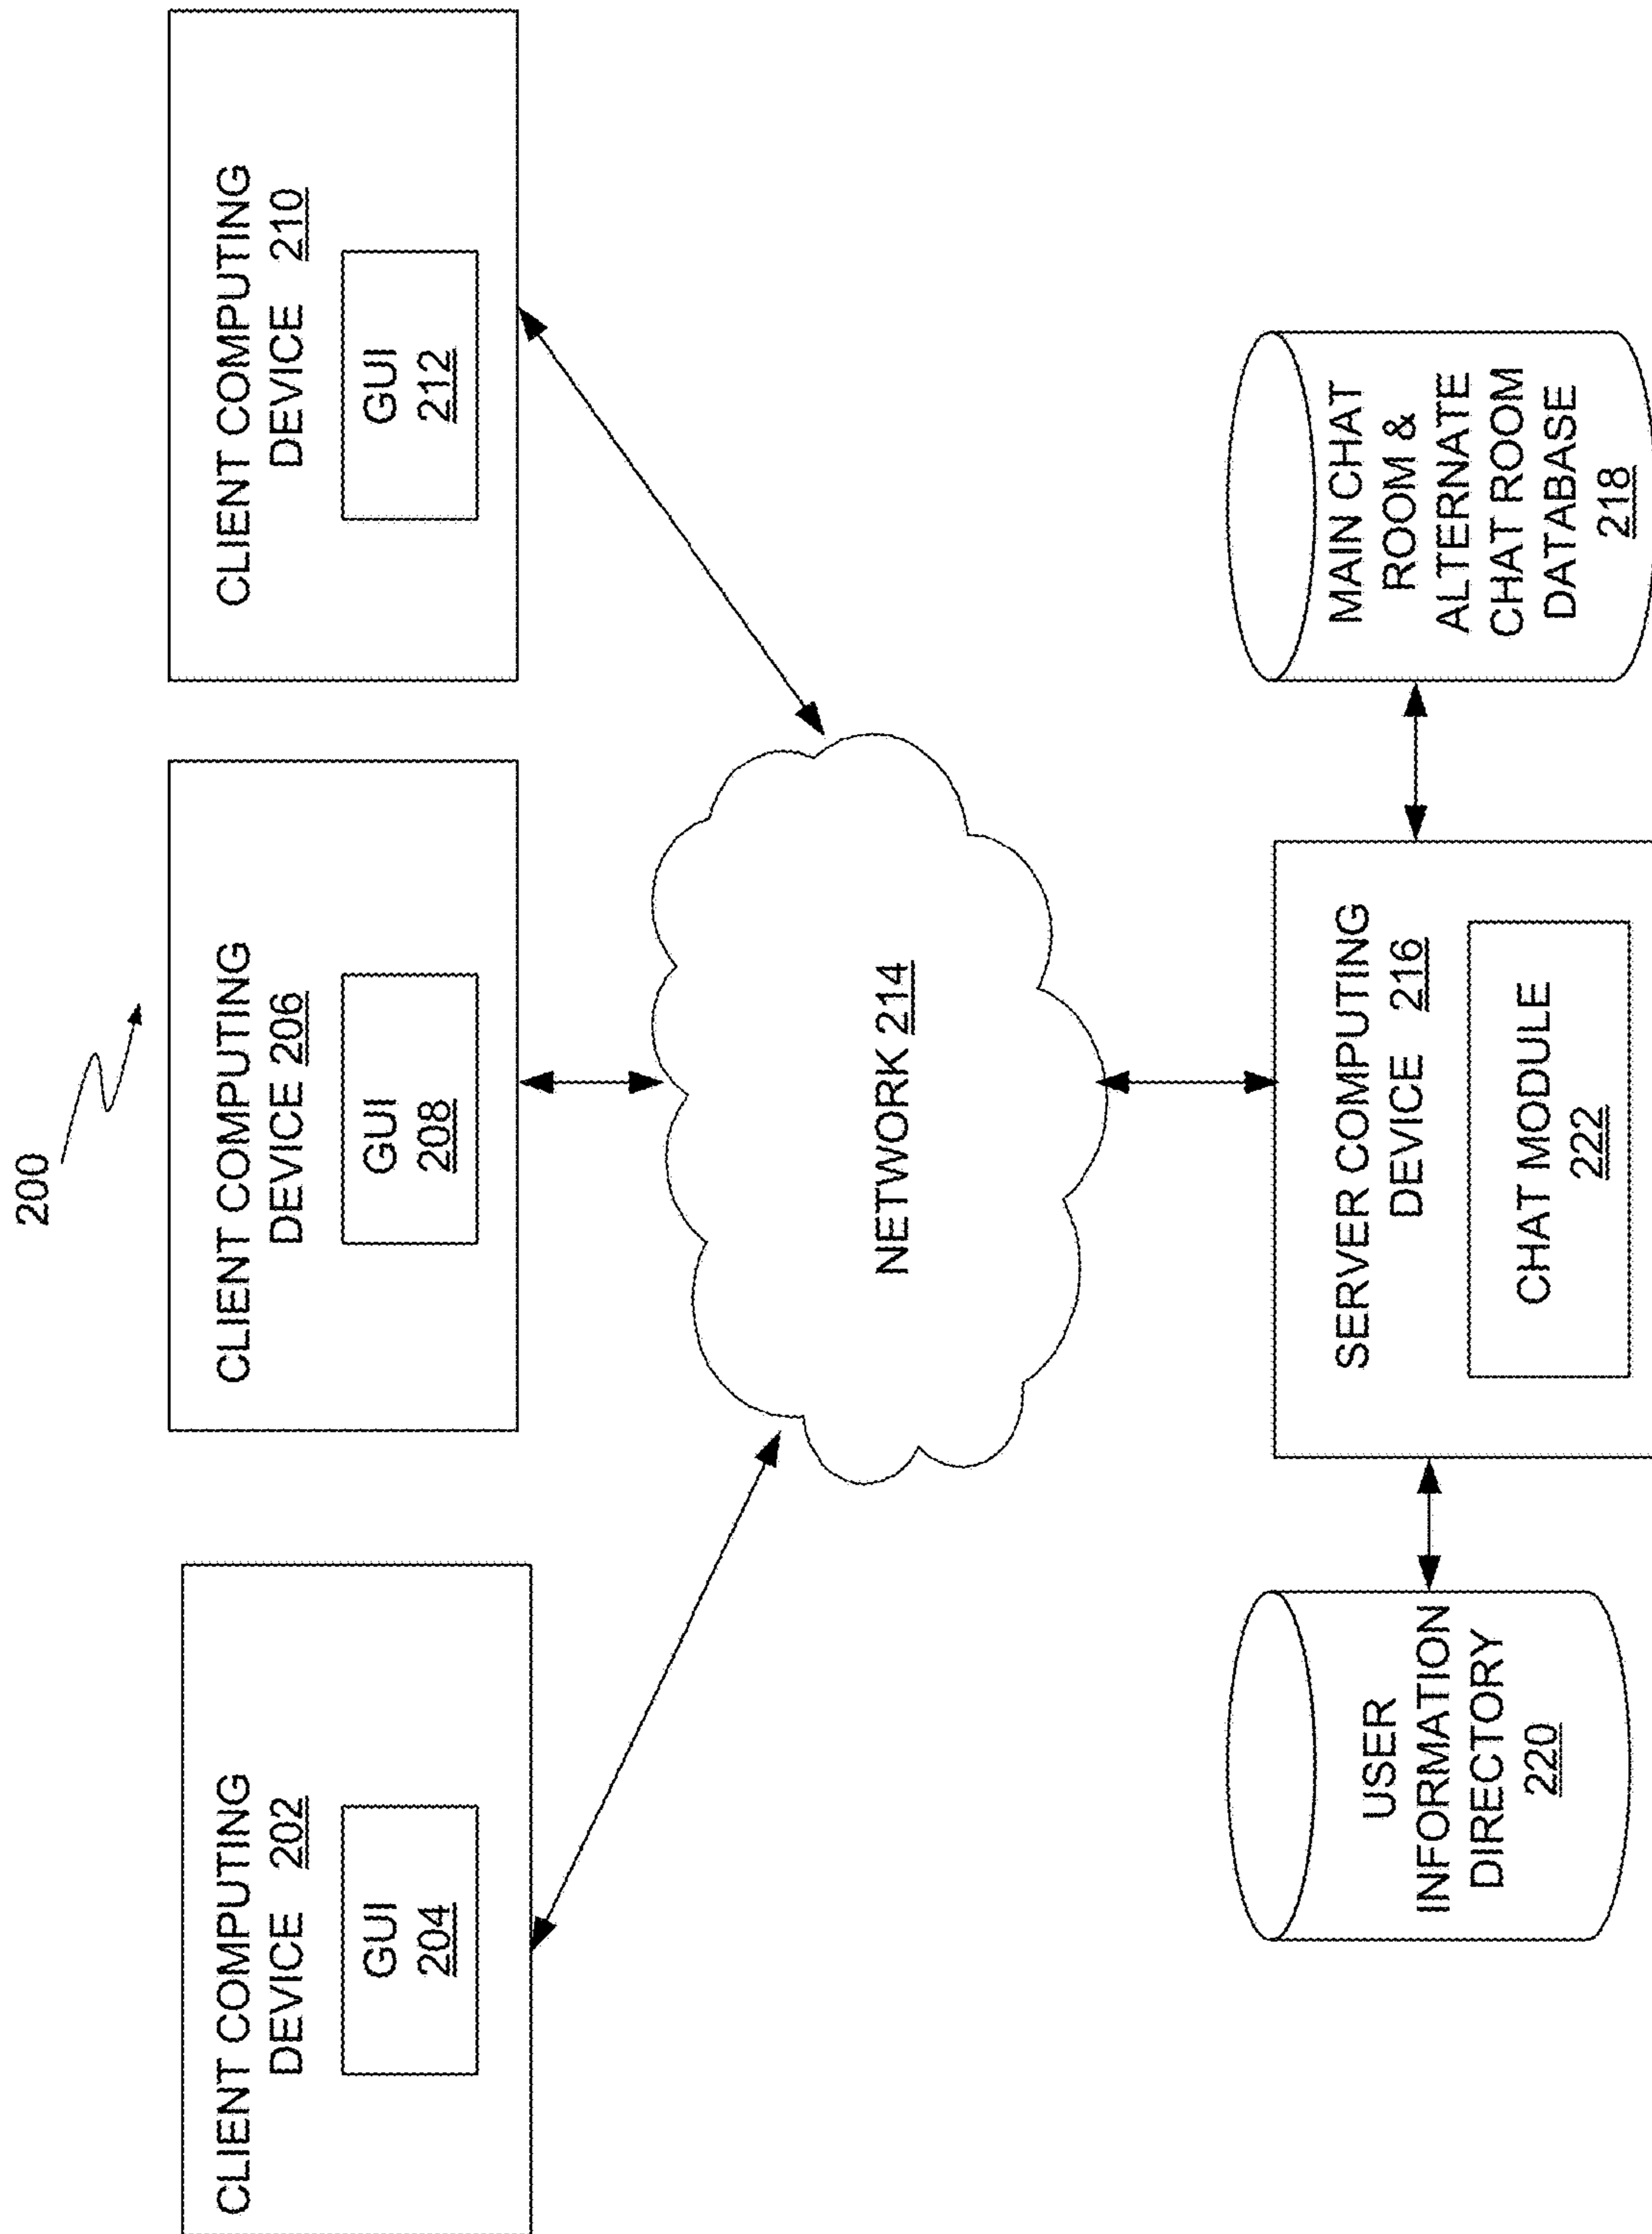 200
CLIENT COMPUTING
DEVICE 202
GUI
204
CLIENT COMPUTING
DEVICE 206
GUI
208
CLIENT COMPUTING
DEVICE 210
GUI
212
NETWORK 214
USER
INFORMATION
DIRECTORY
220
SERVER COMPUTING
DEVICE 216
CHAT MODULE
222
MAIN CHAT
ROOM &
ALTERNATE
CHAT ROOM
DATABASE
218